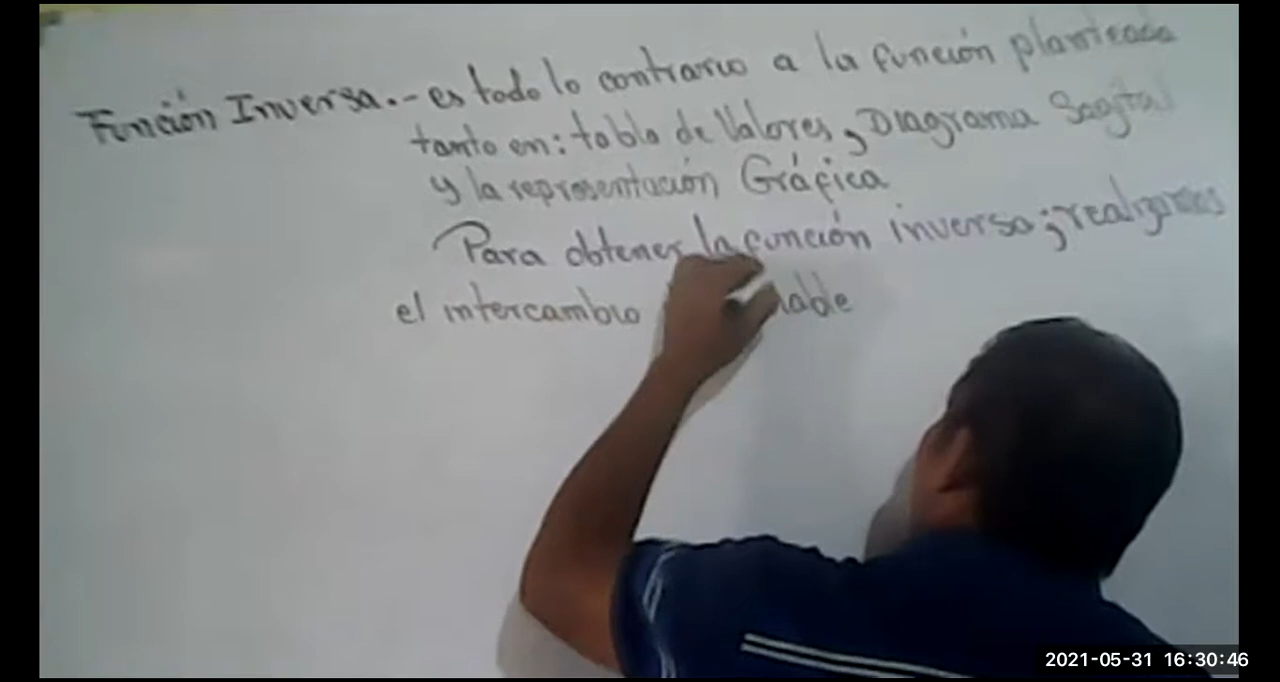 Función Inversa.- es todo lo contrario a la función planteada
tanto en: tabla de Valores, Diagrama Sagital
y la representación Gráfica
Para obtener la función inversa; realizamos
el intercambio
2021-05-31 16:30:46